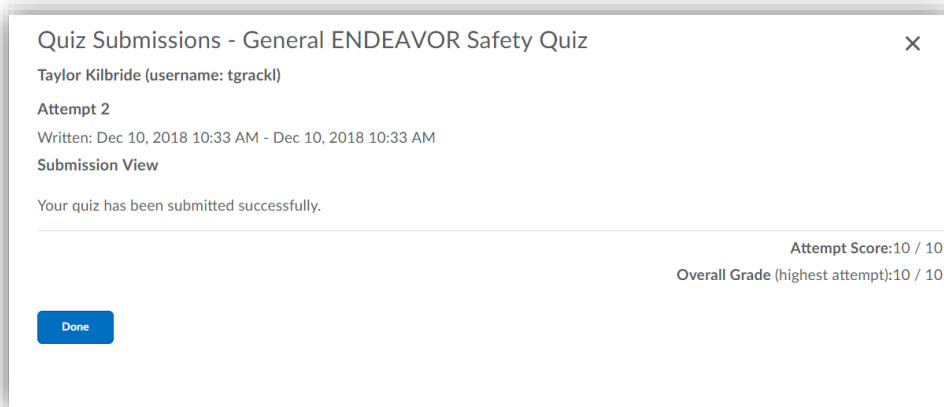 Quiz Submissions - General ENDEAVOR Safety Quiz
Taylor Kilbride (username: tgrackl)
Attempt 2
Written: Dec 10, 2018 10:33 AM - Dec 10, 2018 10:33 AM
Submission View
Your quiz has been submitted successfully.
Attempt Score:10 / 10
Overall Grade (highest attempt):10 / 10
Done